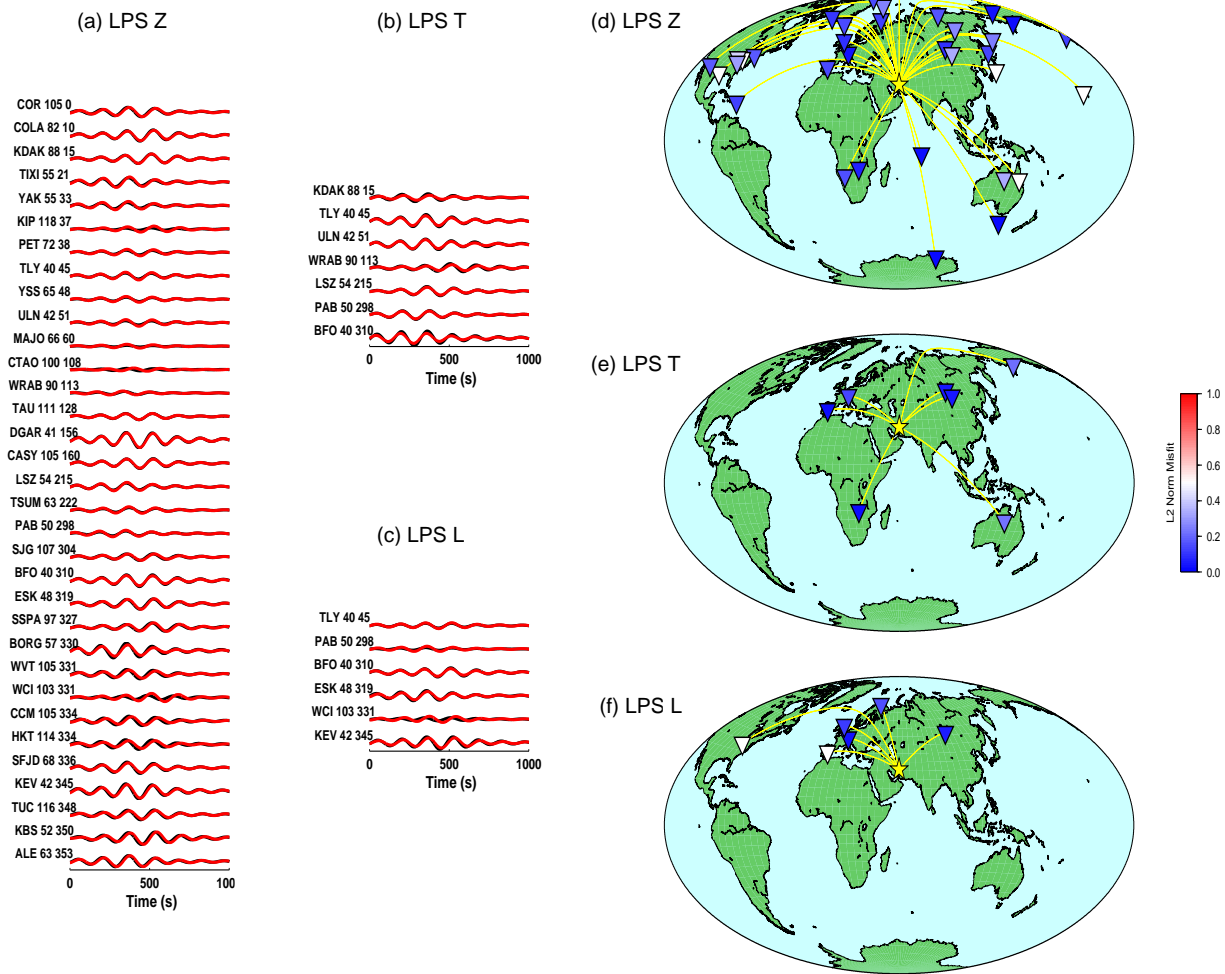 (a) LPS Z
COR 105 0
COLA 82 10
KDAK 88 15
TIXI 55 21
YAK 55 33
KIP 118 37
PET 72 38
TLY 40 45
YSS 65 48
ULN 42 51
MAJO 66 60
CTAO 100 108
WRAB 90 113
TAU 111 128
DGAR 41 156
CASY 105 160
LSZ 54 215
TSUM 63 222
PAB 50 298
SJG 107 304
BFO 40 310
ESK 48 319
SSPA 97 327
BORG 57 330
WVT 105 331
WCI 103 331
CCM 105 334
HKT 114 334
SFJD 68 336
KEV 42 345
TUC 116 348
KBS 52 350
ALE 63 353
0 500 100
Time (s)
(b) LPS T
KDAK 88 15
TLY 40 45
ULN 42 51
WRAB 90 113
LSZ 54 215
PAB 50 298
BFO 40 310
0 500 1000
Time (s)
(c) LPS L
TLY 40 45
PAB 50 298
BFO 40 310
ESK 48 319
WCI 103 331
KEV 42 345
0 500 1000
Time (s)
(d) LPS Z
(e) LPS T
(f) LPS L
L2 Norm Misfit
1.0
0.8
0.6
0.4
0.2
0.0